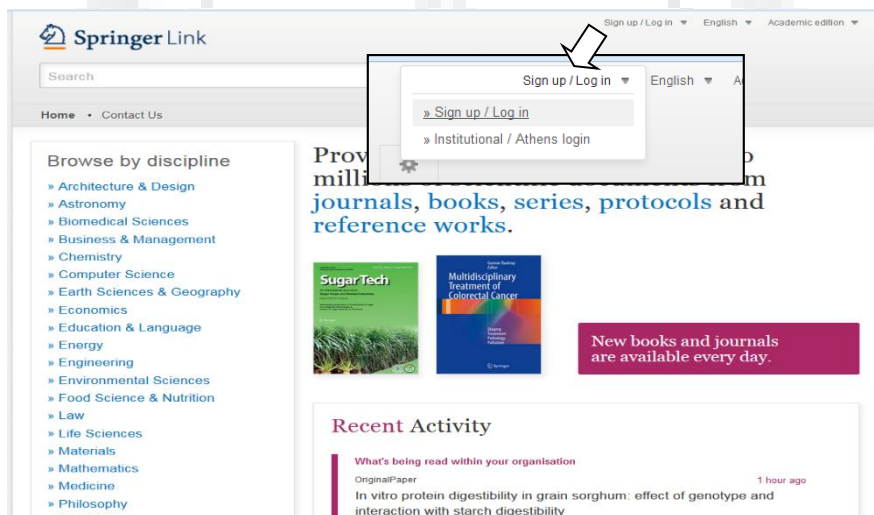 Sign up / Log in English Academic edition
Springer Link
Search
Sign up / Log in English A
» Sign up / Log in
» Institutional / Athens login
Home • Contact Us
Browse by discipline
» Architecture & Design
» Astronomy
» Biomedical Sciences
» Business & Management
» Chemistry
» Computer Science
» Earth Sciences & Geography
» Economics
» Education & Language
» Energy
» Engineering
» Environmental Sciences
» Food Science & Nutrition
» Law
» Life Sciences
» Materials
» Mathematics
» Medicine
» Philosophy
Prov
milli
journals, books, series, protocols and
reference works.
Sugar Tech
Multidisciplinary
Treatment of
Colorectal Cancer
Springer
New books and journals
are available every day.
Recent Activity
What's being read within your organisation
OriginalPaper 1 hour ago
In vitro protein digestibility in grain sorghum: effect of genotype and
interaction with starch digestibility